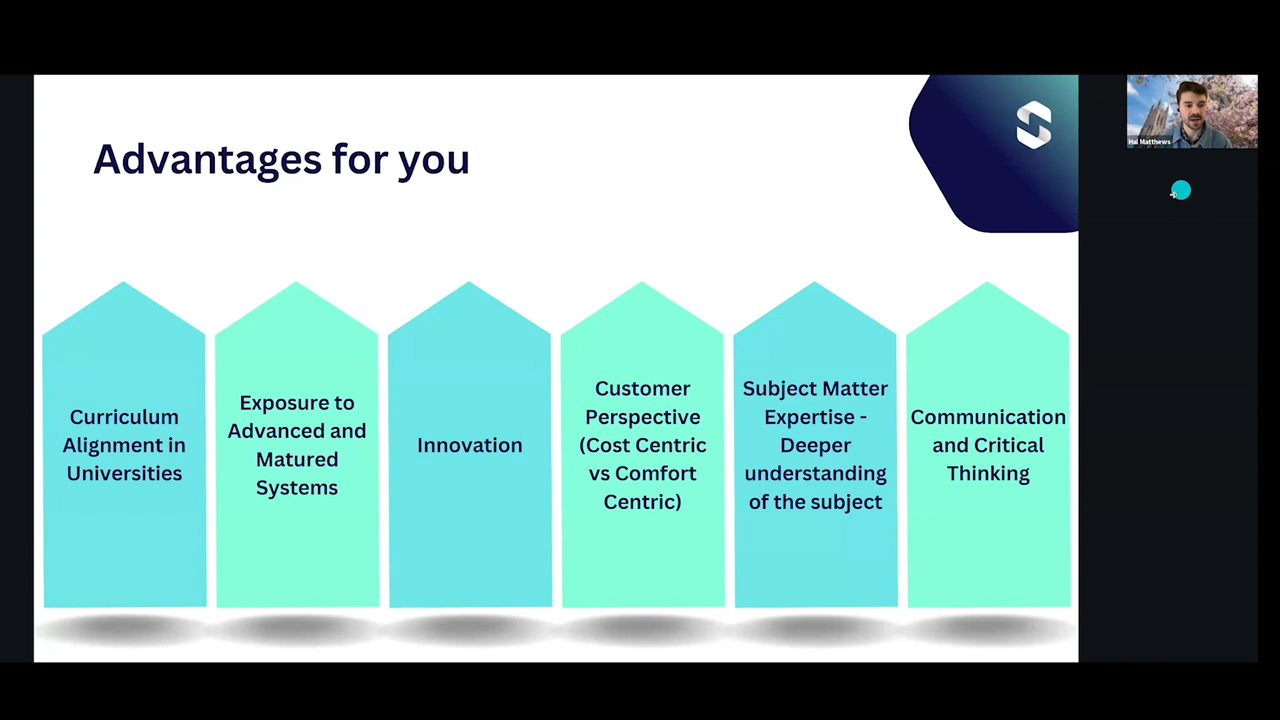 Advantages for you
Hal Matthews
Curriculum
Alignment in
Universities
Exposure to
Advanced and
Matured
Systems
Innovation
Customer
Perspective
(Cost Centric
vs Comfort
Centric)
Subject Matter
Expertise -
Deeper
understanding
of the subject
Communication
and Critical
Thinking